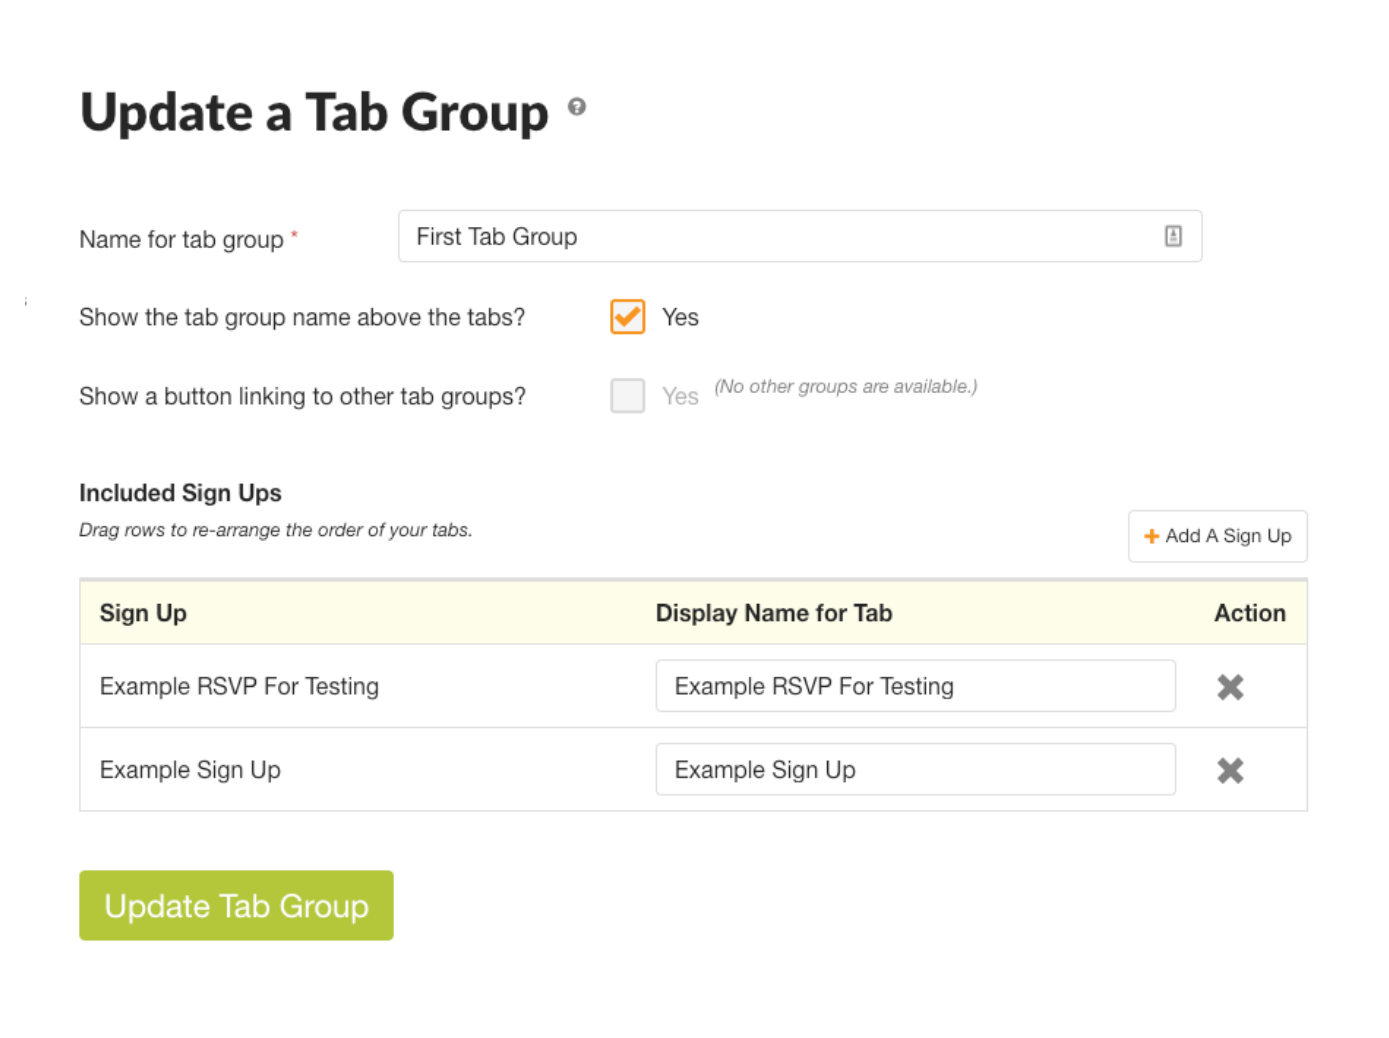 Update a Tab Group
Name for tab group * First Tab Group
Show the tab group name above the tabs? Yes
Show a button linking to other tab groups? Yes (No other groups are available.)
Included Sign Ups
Drag rows to re-arrange the order of your tabs.
+ Add A Sign Up
Sign Up Display Name for Tab Action
Example RSVP For Testing Example RSVP For Testing
Example Sign Up Example Sign Up
Update Tab Group